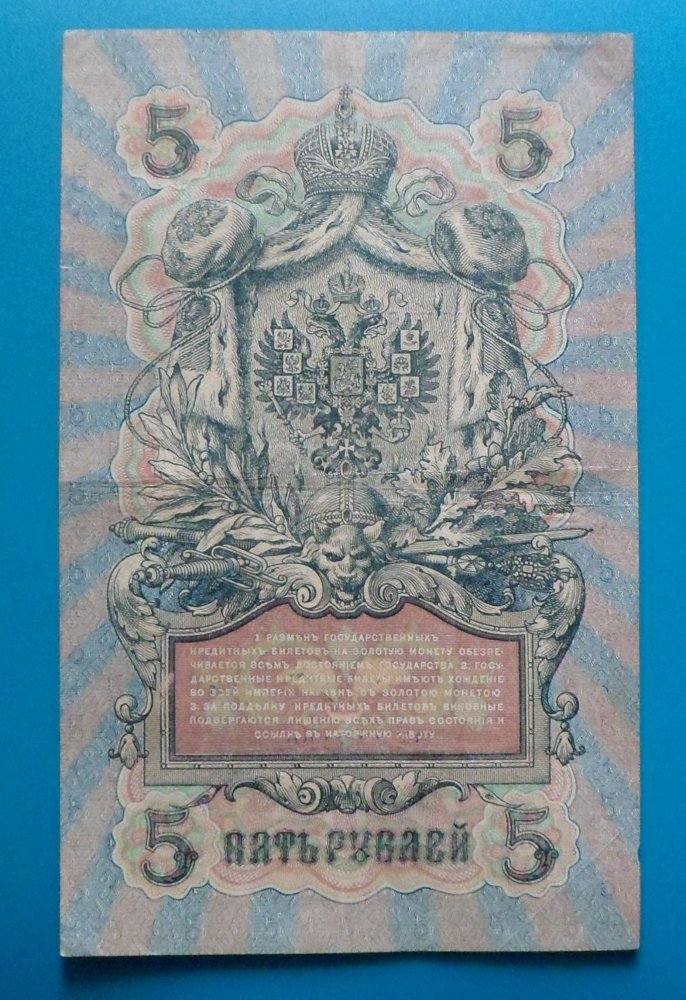 5 5
1. РАЗМѢНЪ ГОСУДАРСТВЕННЫХЪ
КРЕДИТНЫХЪ БИЛЕТОВЪ НА ЗОЛОТУЮ МОНЕТУ ОБЕЗПЕ-
ЧИВАЕТСЯ ВСѢМЪ ДОСТОЯНІЕМЪ ГОСУДАРСТВА 2. ГОСУ-
ДАРСТВЕННЫЕ КРЕДИТНЫЕ БИЛЕТЫ ИМѢЮТЪ ХОЖДЕНІЕ
ВО ВСЕЙ ИМПЕРІИ НАРАВНѢ СЪ ЗОЛОТОЮ МОНЕТОЮ
3. ЗА ПОДДѢЛКУ КРЕДИТНЫХЪ БИЛЕТОВЪ ВИНОВНЫЕ
ПОДВЕРГАЮТСЯ ЛИШЕНІЮ ВСѢХЪ ПРАВЪ СОСТОЯНІЯ И
ССЫЛКѢ ВЪ КАТОРЖНУЮ РАБОТУ
5 ПЯТЬ РУБЛЕЙ 5